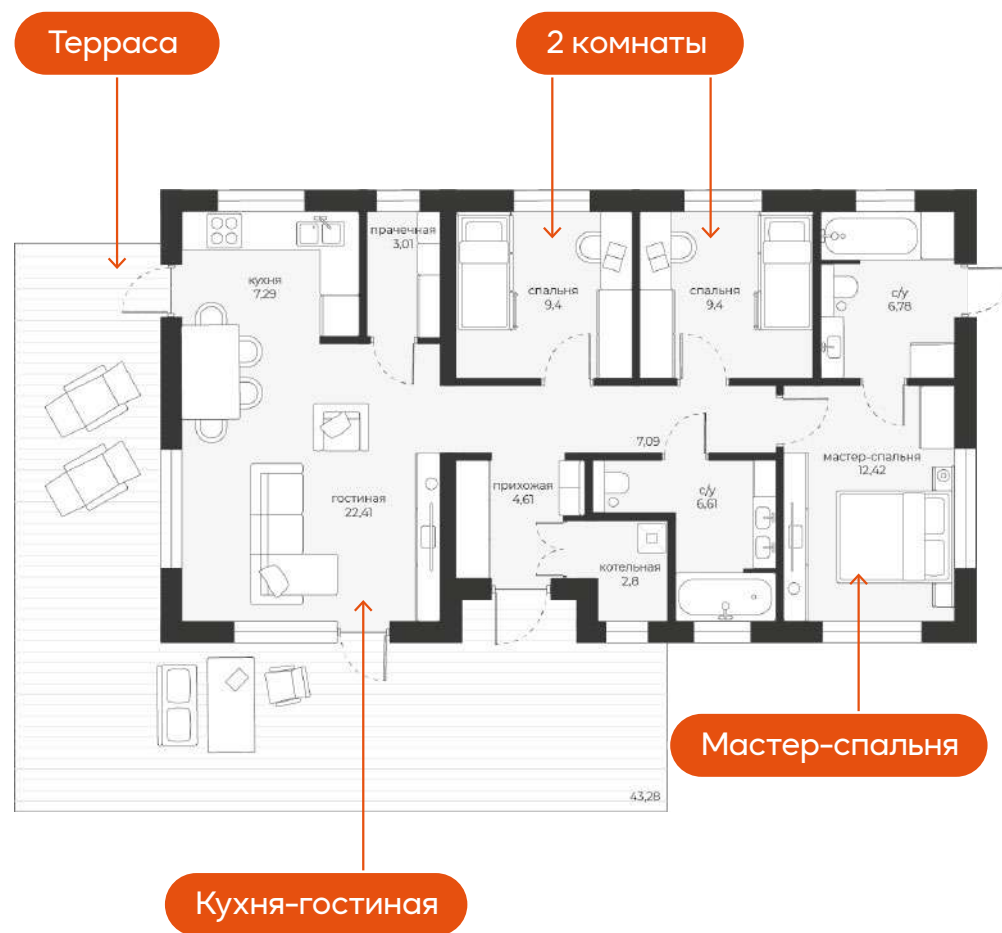 Терраса
2 комнаты
прачечная
3,01
кухня
7,29
спальня
9.4
спальня
9.4
с/у
6,78
7,09
мастер-спальня
12,42
гостиная
22,41
прихожая
4,61
с/у
6,61
котельная
2,8
Мастер-спальня
43,28
Кухня-гостиная